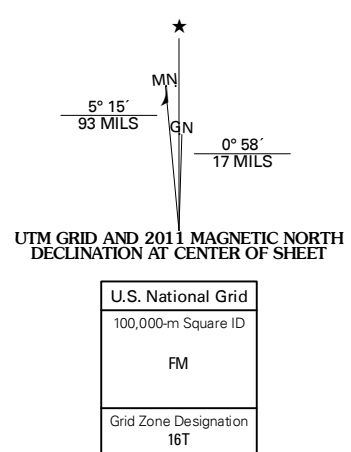 ★
MN
5° 15´
93 MILS
GN
0° 58´
17 MILS
UTM GRID AND 2011 MAGNETIC NORTH
DECLINATION AT CENTER OF SHEET
U.S. National Grid
100,000-m Square ID
FM
Grid Zone Designation
16T